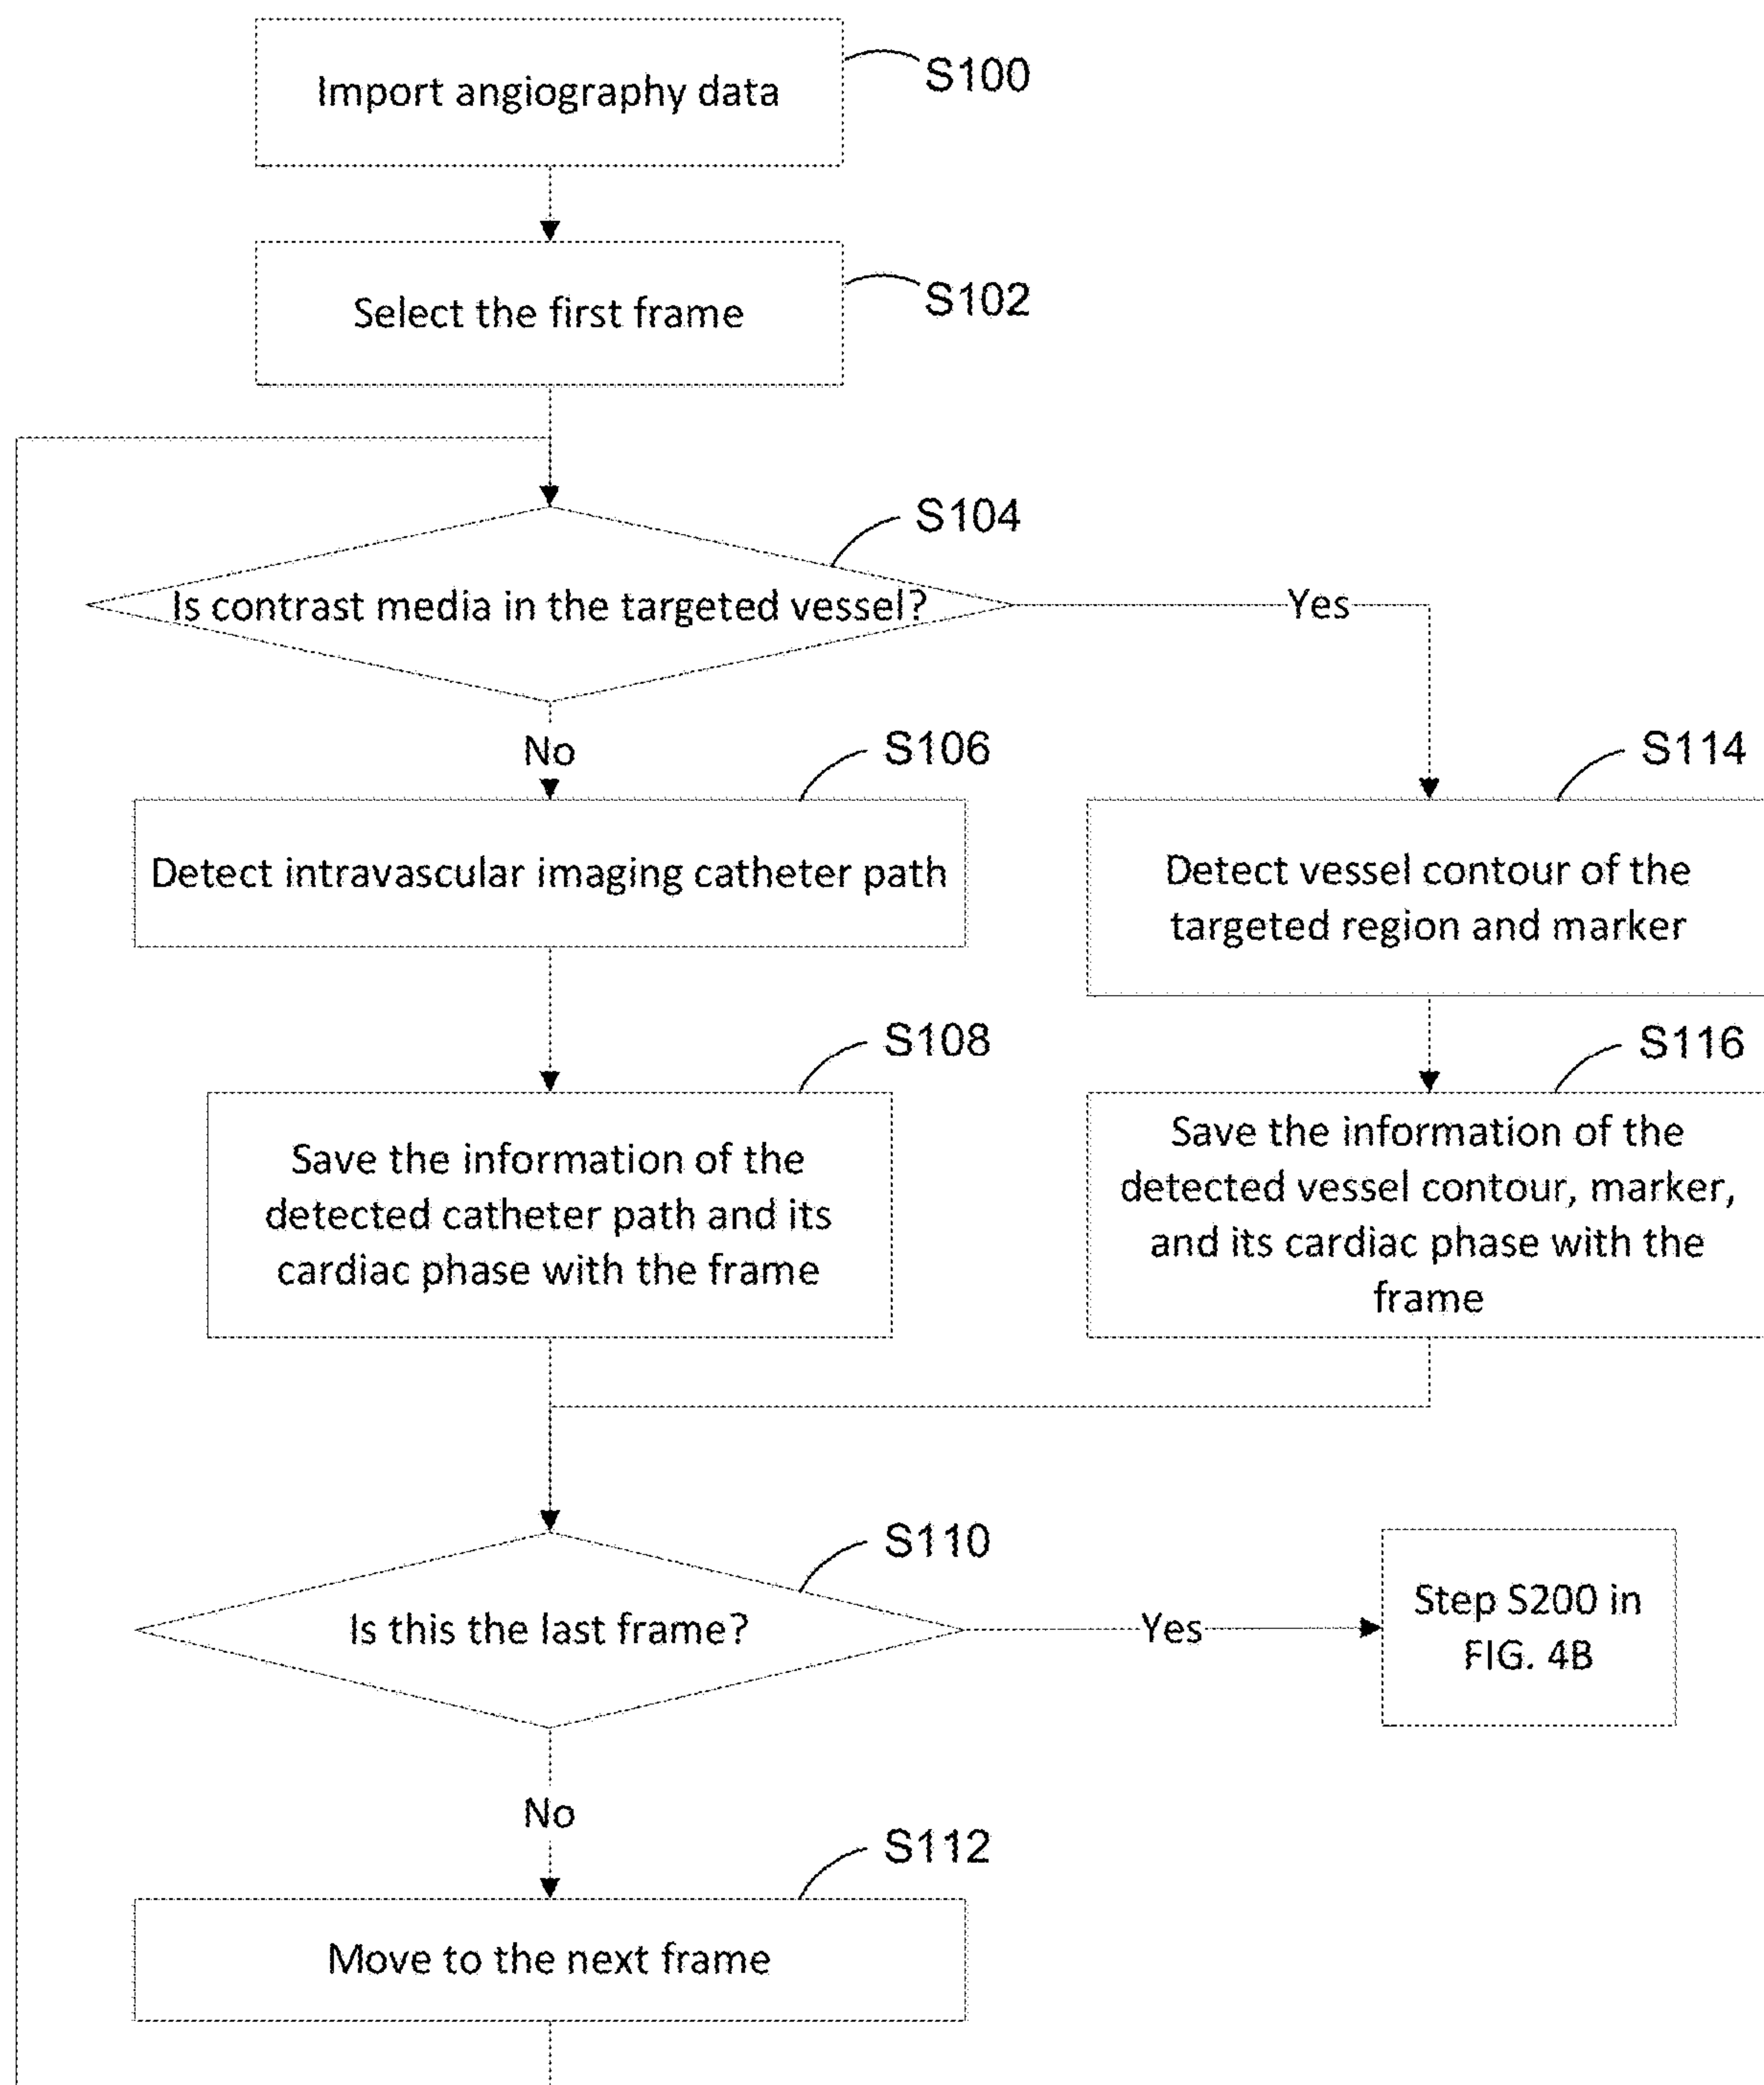 Import angiography data
S100
Select the first frame
S102
S104
Is contrast media in the targeted vessel?
Yes
No
S106
S114
Detect intravascular imaging catheter path
Detect vessel contour of the
targeted region and marker
S108
S116
Save the information of the
detected catheter path and its
cardiac phase with the frame
Save the information of the
detected vessel contour, marker,
and its cardiac phase with the
frame
S110
Is this the last frame?
Yes
Step S200 in
FIG. 4B
No
S112
Move to the next frame